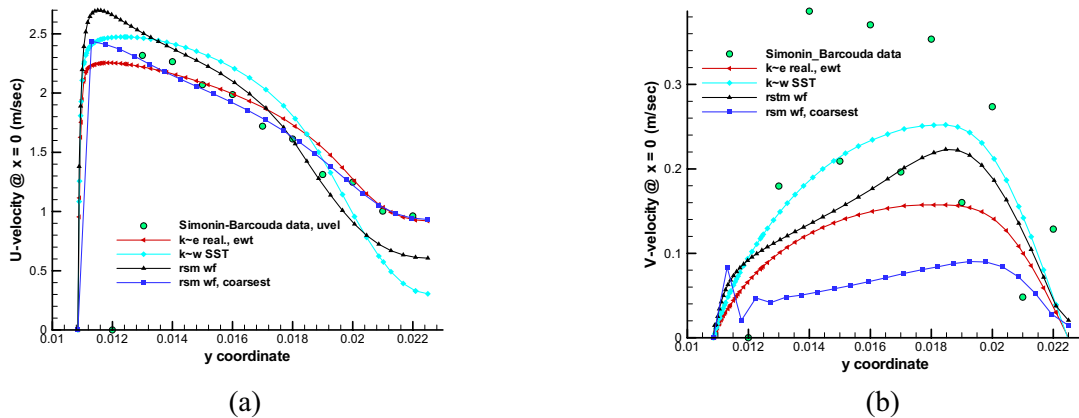 U-velocity @ x = 0 (m/sec)
2.5
2
1.5
1
0.5
0
0.01 0.012 0.014 0.016 0.018 0.02 0.022
y coordinate
Simonin-Barcouda data, uvel
k~e real., ewt
k~w SST
rsm wf
rsm wf, coarsest
(a)
V-velocity @ x = 0 (m/sec)
0.3
0.2
0.1
0
0.01 0.012 0.014 0.016 0.018 0.02 0.022
y coordinate
Simonin_Barcouda data
k~e real., ewt
k~w SST
rstm wf
rsm wf, coarsest
(b)